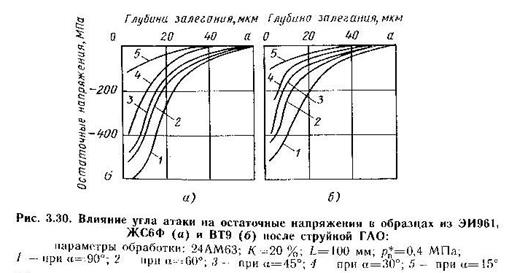 Глубина залегания, мкм
Глубина залегания, мкм
0 20 40 a
0 20 40 a
Остаточные напряжения, МПа
-200
-400
б
5
4
3
2
1
5
4
3
2
1
а)
б)
Рис. 3.30. Влияние угла атаки на остаточные напряжения в образцах из ЭИ961,
ЖС6Ф (а) и ВТ9 (б) после струйной ГАО:
параметры обработки: 24АМ63; K=20 %; L=100 мм; =0,4 МПа;
1 — при α=90°; 2 при α=60°; 3 — при α=45°; 4 при α=30°; 5 — при α=15°